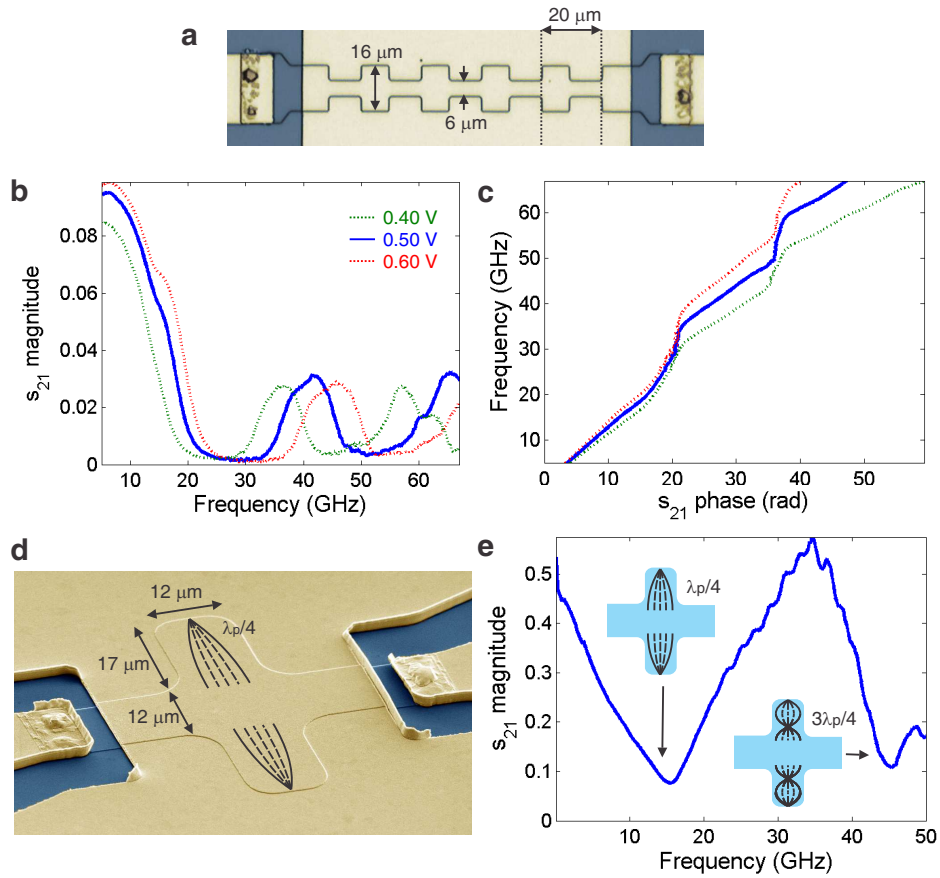 a
20 μm
16 μm
6 μm
b
0.40 V
0.50 V
0.60 V
0.08
0.06
0.04
0.02
0
s21 magnitude
10 20 30 40 50 60
Frequency (GHz)
c
60
50
40
30
20
10
Frequency (GHz)
0 10 20 30 40 50 60
s21 phase (rad)
d
12 μm
λp/4
17 μm
12 μm
e
0.5
0.4
0.3
0.2
0.1
0
s21 magnitude
λp/4
3λp/4
10 20 30 40 50
Frequency (GHz)